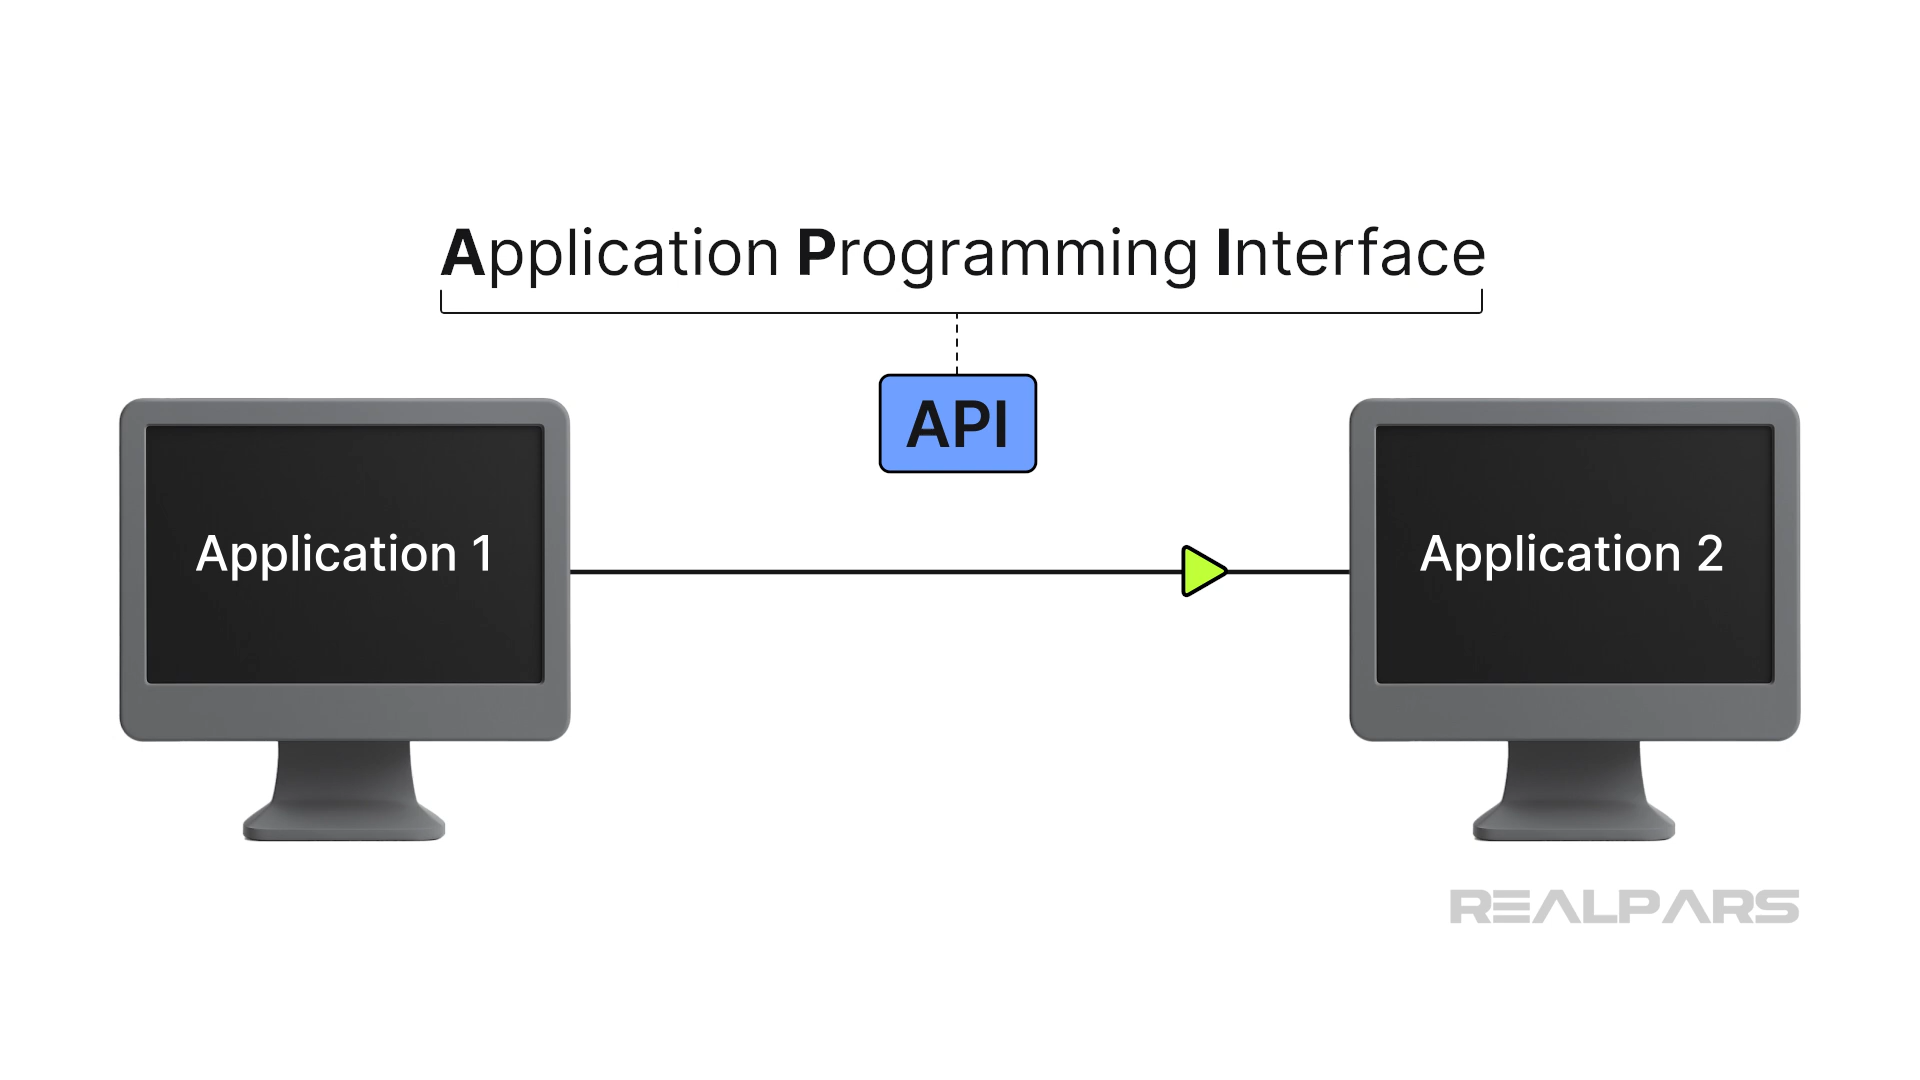 Application Programming Interface
API
Application 1
Application 2
REALPARS